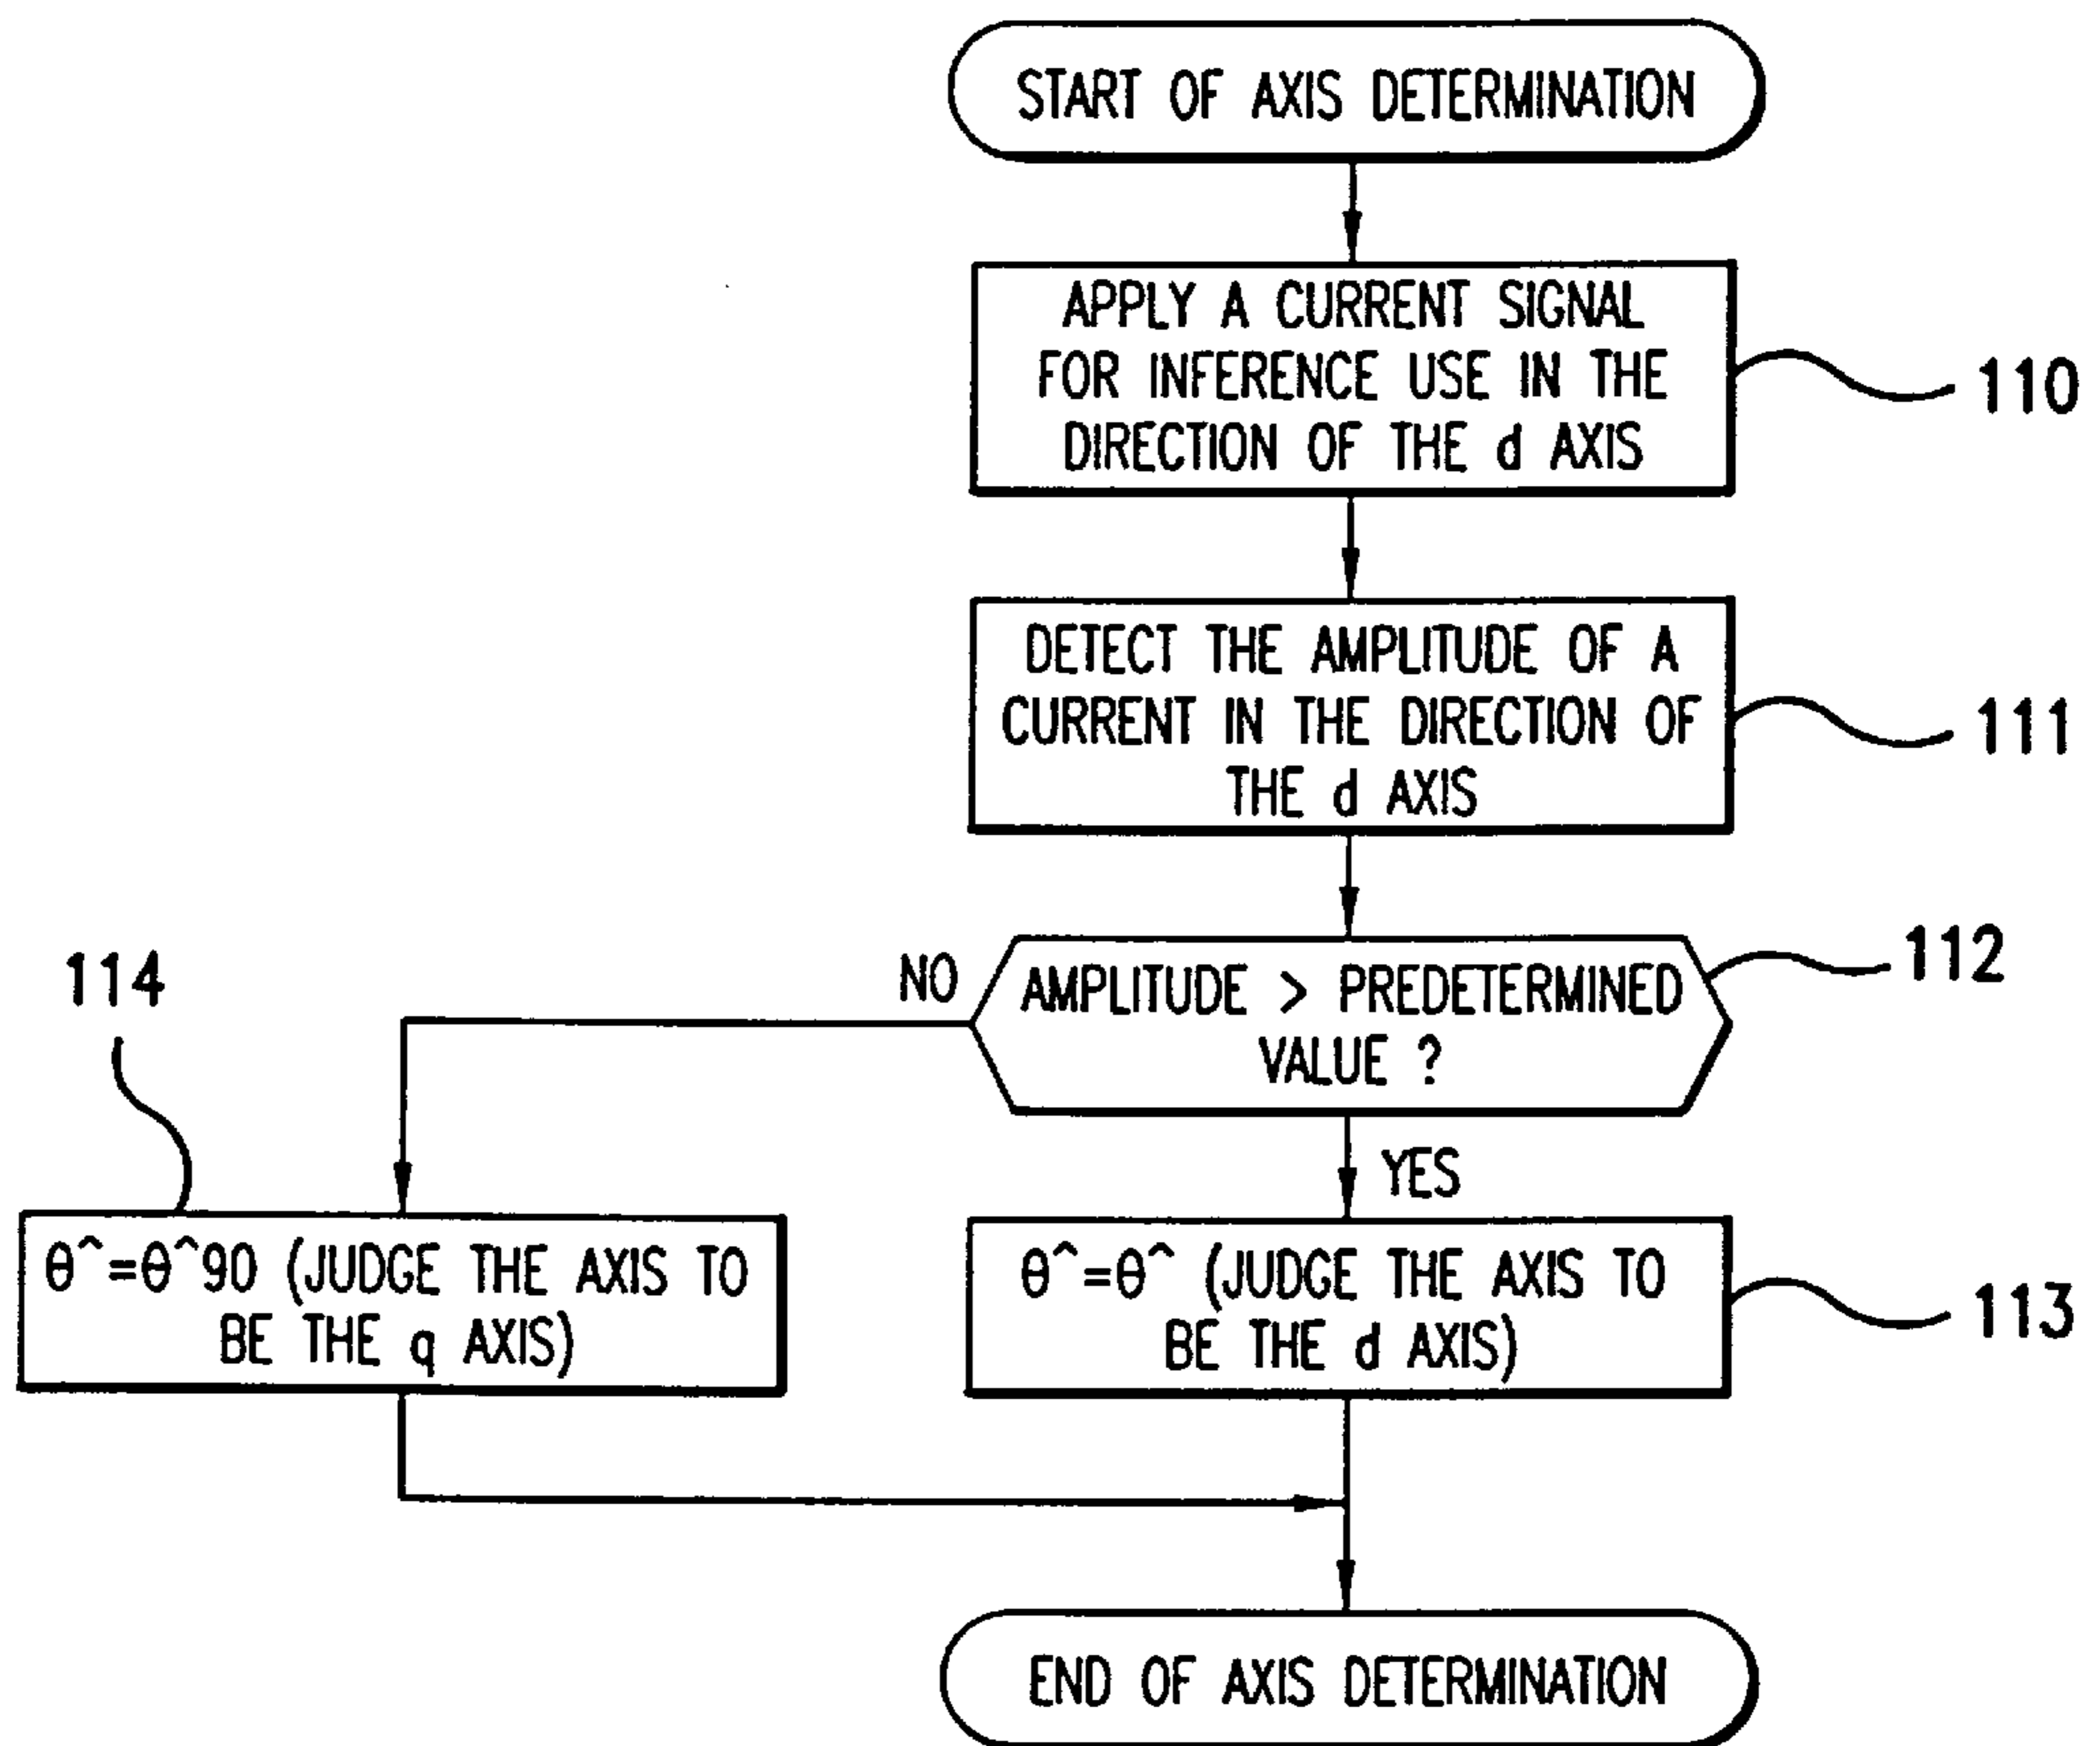 START OF AXIS DETERMINATION
APPLY A CURRENT SIGNAL
FOR INFERENCE USE IN THE
DIRECTION OF THE d AXIS
110
DETECT THE AMPLITUDE OF A
CURRENT IN THE DIRECTION OF
THE d AXIS
111
AMPLITUDE > PREDETERMINED
VALUE ?
112
NO
YES
114
θ^=θ^90 (JUDGE THE AXIS TO
BE THE q AXIS)
θ^=θ^ (JUDGE THE AXIS TO
BE THE d AXIS)
113
END OF AXIS DETERMINATION